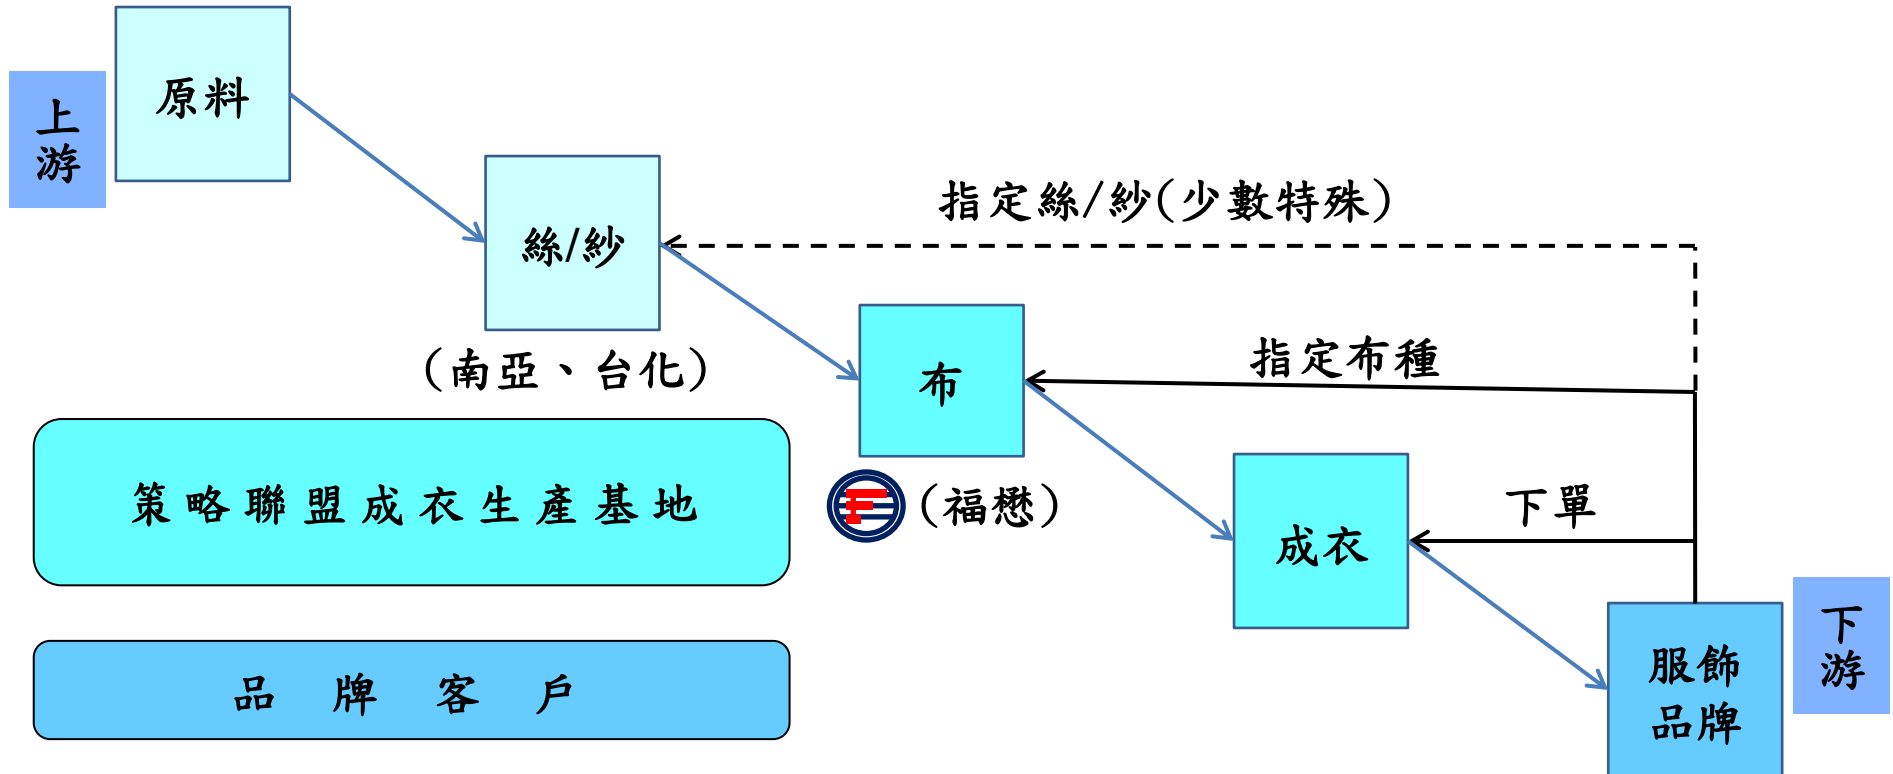 原料
上
游
指定絲/紗(少數特殊)
絲/紗
(南亞、台化)
指定布種
布
策略聯盟成衣生產基地
(福懋)
下單
成衣
下
游
服飾
品牌
品牌客戶